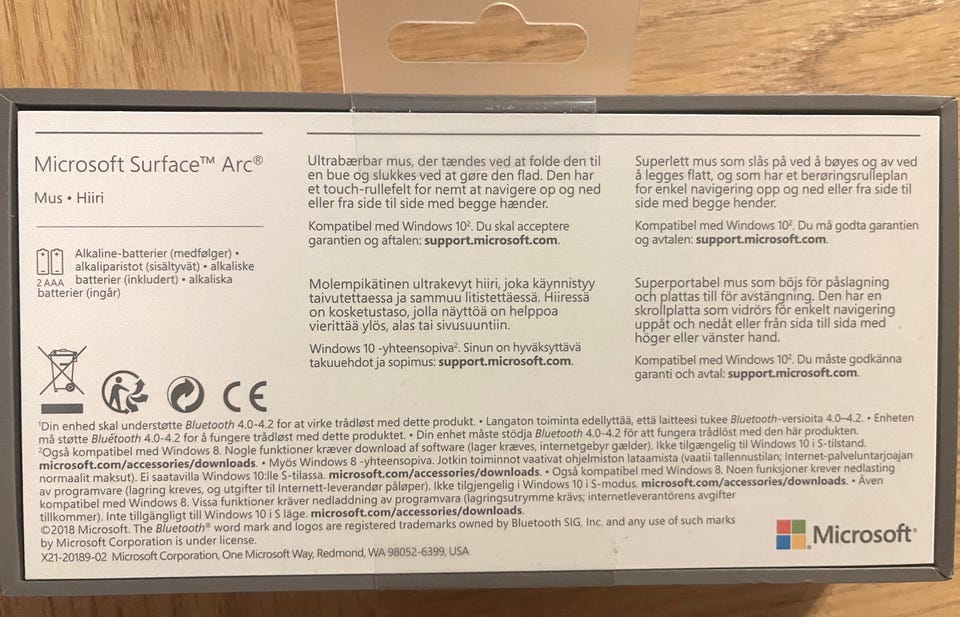 Microsoft Surface™ Arc®
Mus • Hiiri
Alkaline-batterier (medfølger) •
alkaliparistot (sisältyvät) • alkaliske
batterier (inkludert) • alkaliska
batterier (ingår)
2 AAA
Ultrabærbar mus, der tændes ved at folde den til
en bue og slukkes ved at gøre den flad. Den har
et touch-rullefelt for nemt at navigere op og ned
eller fra side til side med begge hænder.
Kompatibel med Windows 10². Du skal acceptere
garantien og aftalen: support.microsoft.com.
Molempikätinen ultrakevyt hiiri, joka käynnistyy
taivutettaessa ja sammuu litistettäessä. Hiiressä
on kosketustaso, jolla näyttöä on helppoa
vierittää ylös, alas tai sivusuuntiin.
Windows 10 -yhteensopiva². Sinun on hyväksyttävä
takuuehdot ja sopimus: support.microsoft.com.
Superlett mus som slås på ved å bøyes og av ved
å legges flatt, og som har et berøringsrulleplan
for enkel navigering opp og ned eller fra side til
side med begge hender.
Kompatibel med Windows 10². Du må godta garantien
og avtalen: support.microsoft.com.
Superportabel mus som böjs för påslagning
och plattas till för avstängning. Den har en
skrollplatta som vidrörs för enkelt navigering
uppåt och nedåt eller från sida till sida med
höger eller vänster hand.
Kompatibel med Windows 10². Du måste godkänna
garanti och avtal: support.microsoft.com.
CE
¹Din enhed skal understøtte Bluetooth 4.0-4.2 for at virke trådløst med dette produkt. • Langaton toiminta edellyttää, että laitteesi tukee Bluetooth-versioita 4.0–4.2. • Enheten
må støtte Bluetooth 4.0-4.2 for å fungere trådløst med dette produktet. • Din enhet måste stödja Bluetooth 4.0-4.2 för att fungera trådlöst med den här produkten.
²Også kompatibel med Windows 8. Nogle funktioner kræver download af software (lager kræves, internetgebyr gælder). Ikke tilgængelig til Windows 10 i S-tilstand.
microsoft.com/accessories/downloads. • Myös Windows 8 -yhteensopiva. Jotkin toiminnot vaativat ohjelmiston lataamista (vaatii tallennustilan; Internet-palveluntarjoajan
normaalit maksut). Ei saatavilla Windows 10:lle S-tilassa. microsoft.com/accessories/downloads. • Også kompatibel med Windows 8. Noen funksjoner krever nedlasting
av programvare (lagring kreves, og utgifter til Internett-leverandør påløper). Ikke tilgjengelig i Windows 10 i S-modus. microsoft.com/accessories/downloads. • Även
kompatibel med Windows 8. Vissa funktioner kräver nedladdning av programvara (lagringsutrymme krävs; internetleverantörens avgifter
tillkommer). Inte tillgängligt till Windows 10 i S läge. microsoft.com/accessories/downloads.
©2018 Microsoft. The Bluetooth® word mark and logos are registered trademarks owned by Bluetooth SIG, Inc. and any use of such marks
by Microsoft Corporation is under license.
X21-20189-02 Microsoft Corporation, One Microsoft Way, Redmond, WA 98052-6399, USA
Microsoft®